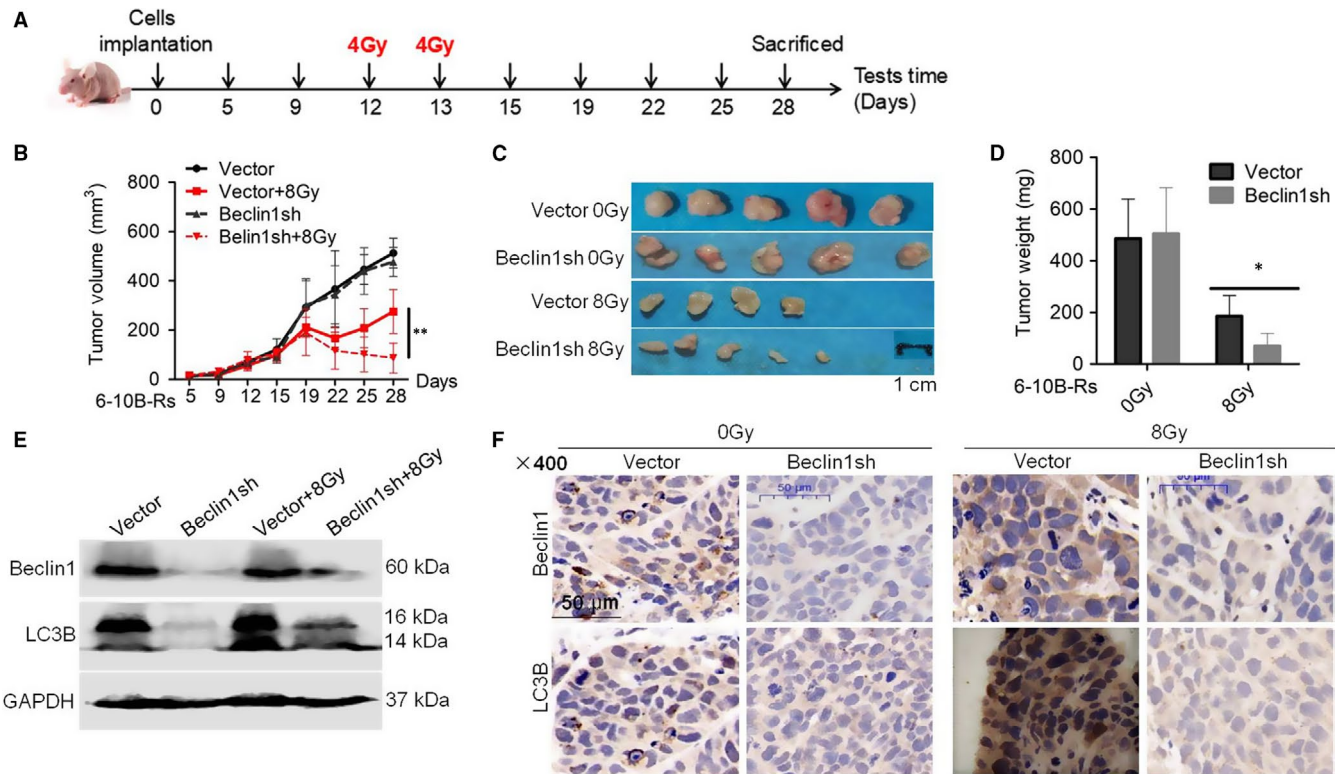 A
Cells
implantation
4Gy
4Gy
Sacrificed
0
5
9
12
13
15
19
22
25
28
Tests time
(Days)
B
Vector
Vector+8Gy
Beclin1sh
Belin1sh+8Gy
Tumor volume (mm³)
800
600
400
200
0
**
Days
6-10B-Rs
5
9
12
15
19
22
25
28
C
Vector 0Gy
Beclin1sh 0Gy
Vector 8Gy
Beclin1sh 8Gy
1 cm
D
Vector
Beclin1sh
Tumor weight (mg)
800
600
400
200
0
*
6-10B-Rs
0Gy
8Gy
E
Vector
Beclin1sh
Vector+8Gy
Beclin1sh+8Gy
Beclin1
60 kDa
LC3B
16 kDa
14 kDa
GAPDH
37 kDa
F
0Gy
8Gy
×400
Vector
Beclin1sh
Vector
Beclin1sh
Beclin1
50 μm
50 μm
50 μm
LC3B